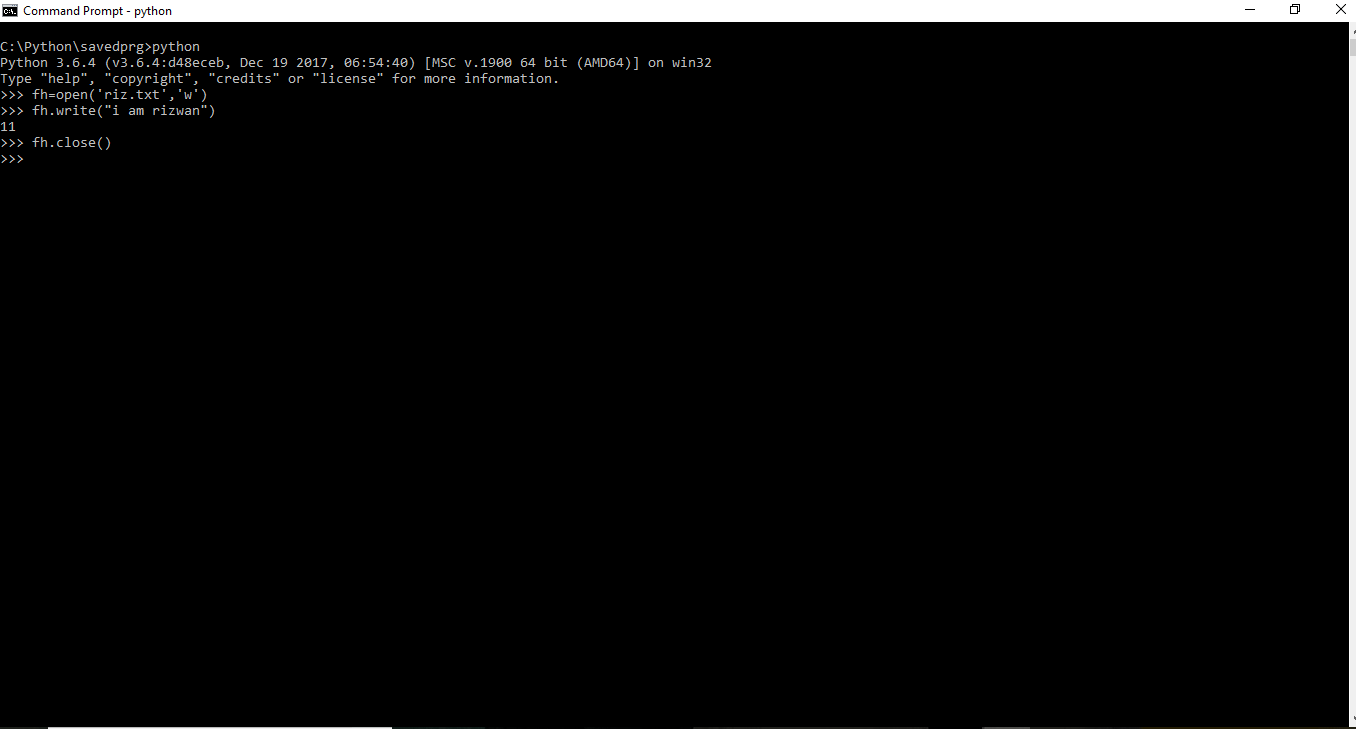 Command Prompt - python
C:\Python\savedprg>python
Python 3.6.4 (v3.6.4:d48eceb, Dec 19 2017, 06:54:40) [MSC v.1900 64 bit (AMD64)] on win32
Type "help", "copyright", "credits" or "license" for more information.
>>> fh=open('riz.txt','w')
>>> fh.write("i am rizwan")
11
>>> fh.close()
>>>